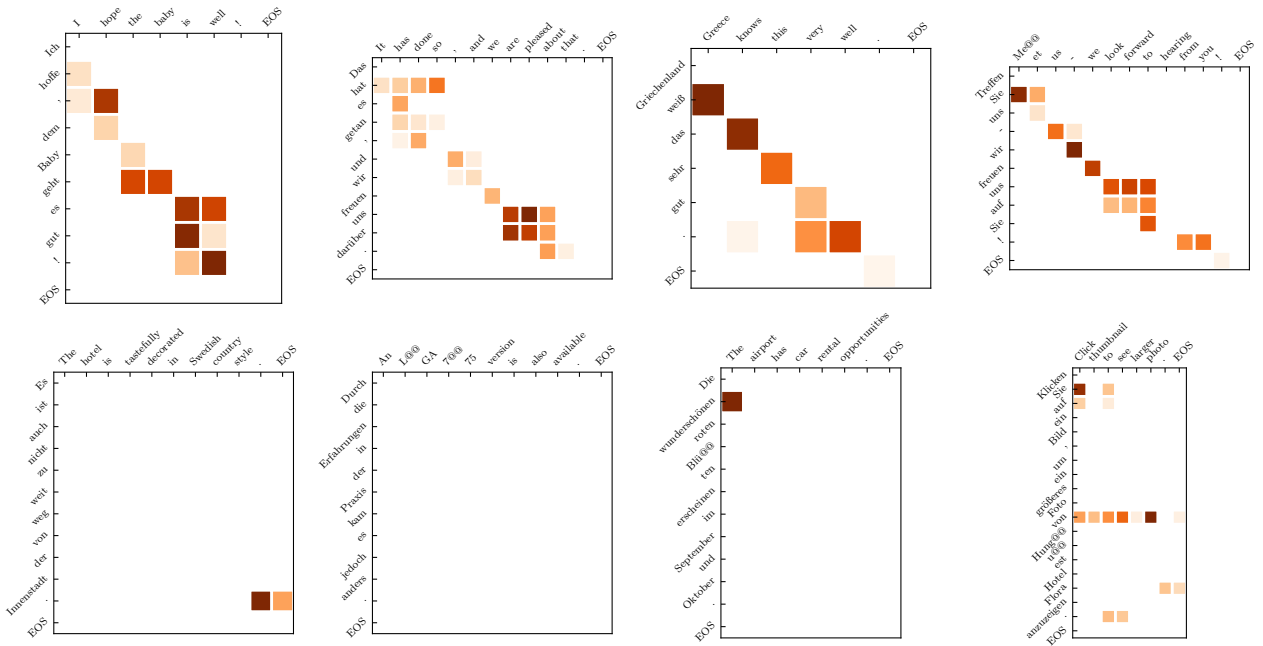 I hope the baby is well ! EOS
Ich
hoffe
,
dem
Baby
geht
es
gut
!
EOS
It has done so , and we are pleased about that . EOS
Das
hat
es
getan
,
und
wir
freuen
uns
darüber
.
EOS
Greece knows this very well . EOS
Griechenland
weiß
das
sehr
gut
.
EOS
Me@@ et us - we look forward to hearing from you ! EOS
Treffen
Sie
uns
-
wir
freuen
uns
auf
Sie
!
EOS
The hotel is tastefully decorated in Swedish country style . EOS
Es
ist
auch
nicht
zu
weit
weg
von
der
Innenstadt
.
EOS
An L@@ GA 7@@ 75 version is also available . EOS
Durch
die
Erfahrungen
in
der
Praxis
kam
es
jedoch
anders
.
EOS
The airport has car rental opportunities . EOS
Die
wunderschönen
roten
Blü@@
ten
erscheinen
im
September
und
Oktober
.
EOS
Click thumbnail to see larger photo . EOS
Klicken
Sie
auf
ein
Bild
,
um
ein
größeres
Foto
von
Hung@@
u@@
est
Hotel
Flora
anzuzeigen
.
EOS